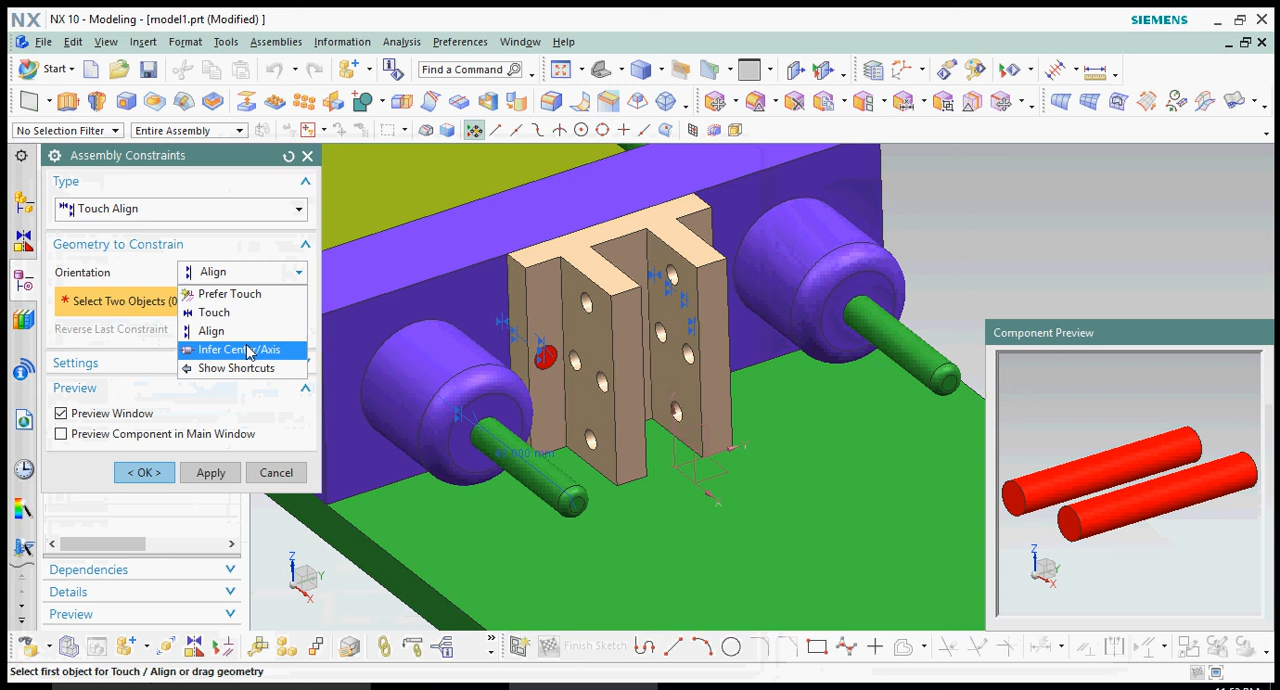 NX NX 10 - Modeling - [model1.prt (Modified) ] SIEMENS
File Edit View Insert Format Tools Assemblies Information Analysis Preferences Window Help
Start Find a Command
No Selection Filter Entire Assembly
Assembly Constraints
Type
Touch Align
Geometry to Constrain
Orientation Align
Prefer Touch
* Select Two Objects (0
Touch
Reverse Last Constraint
Align
Infer Center/Axis
Settings
Show Shortcuts
Preview
Preview Window
Preview Component in Main Window
< OK > Apply Cancel
Dependencies
Details
Preview
Component Preview
Z
Y
X
Z
Y
X
Finish Sketch
Select first object for Touch / Align or drag geometry